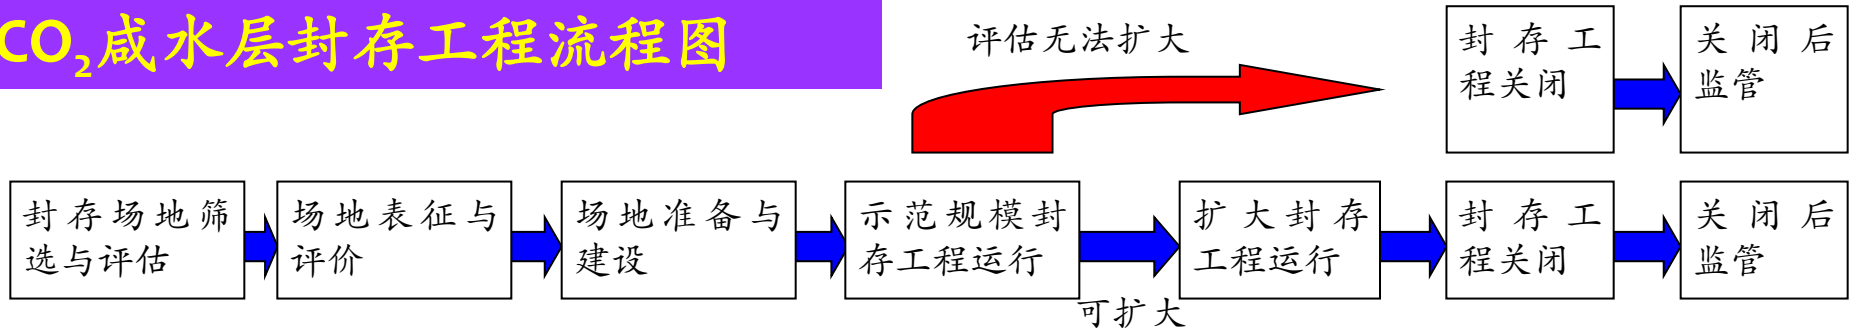 CO₂咸水层封存工程流程图
评估无法扩大
封存工
程关闭
关闭后
监管
封存场地筛
选与评估
场地表征与
评价
场地准备与
建设
示范规模封
存工程运行
可扩大
扩大封存
工程运行
封存工
程关闭
关闭后
监管